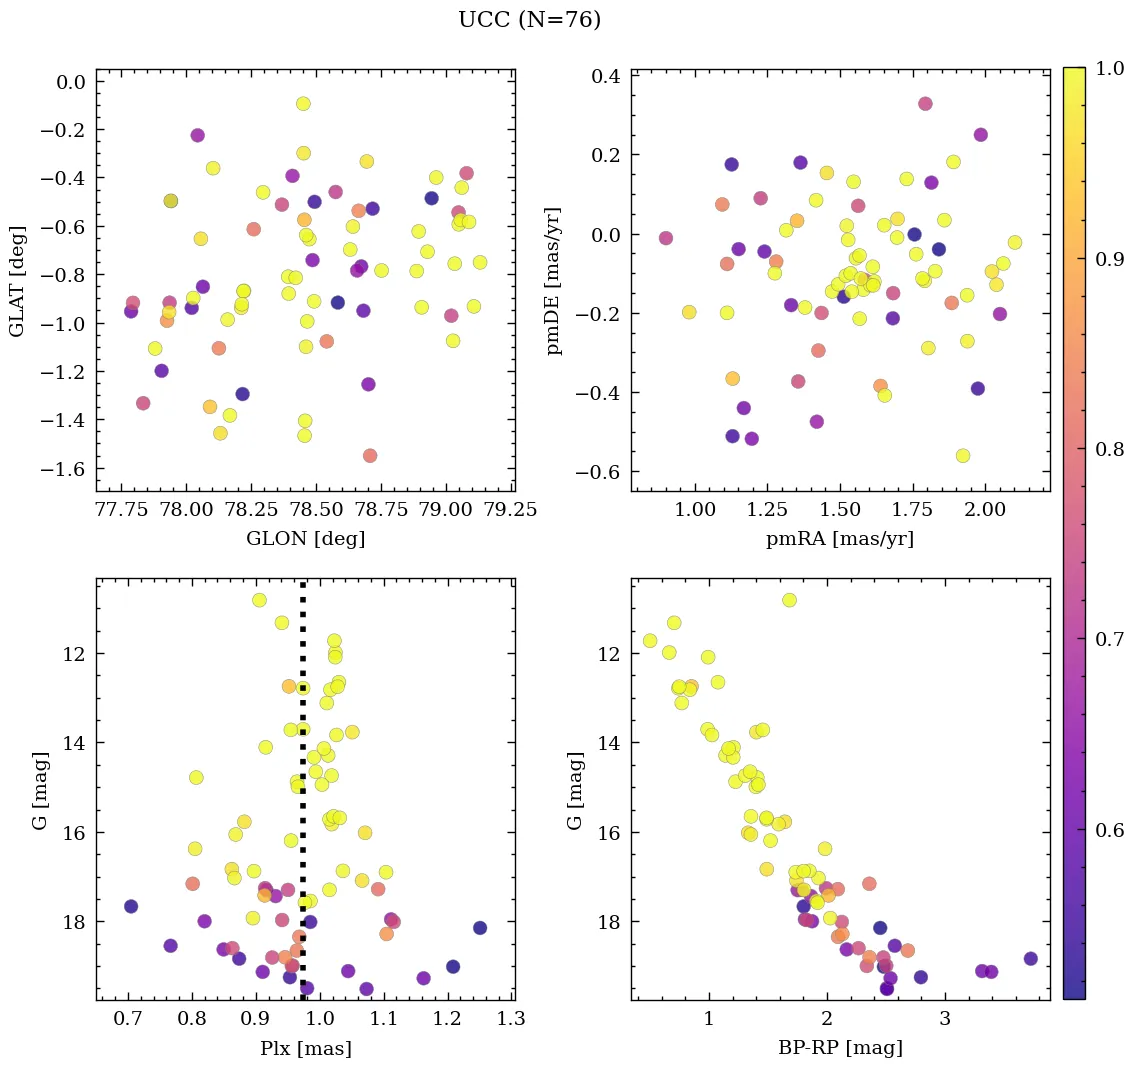 UCC (N=76)
0.0
−0.2
−0.4
−0.6
−0.8
−1.0
−1.2
−1.4
−1.6
GLAT [deg]
77.75 78.00 78.25 78.50 78.75 79.00 79.25
GLON [deg]
0.4
0.2
0.0
−0.2
−0.4
−0.6
pmDE [mas/yr]
1.00 1.25 1.50 1.75 2.00
pmRA [mas/yr]
1.0
0.9
0.8
0.7
0.6
12
14
16
18
G [mag]
0.7 0.8 0.9 1.0 1.1 1.2 1.3
Plx [mas]
12
14
16
18
G [mag]
1 2 3
BP-RP [mag]